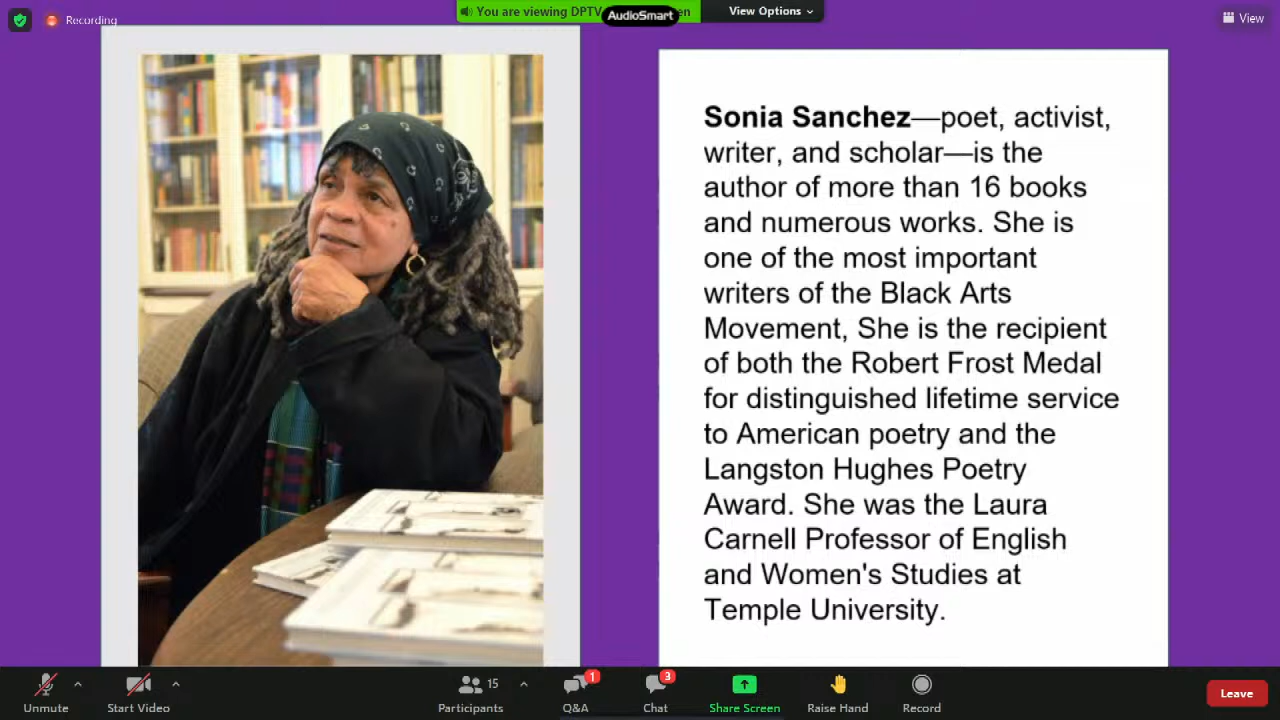 Recording
You are viewing DPTV
en
AudioSmart
View Options
View
Sonia Sanchez—poet, activist,
writer, and scholar—is the
author of more than 16 books
and numerous works. She is
one of the most important
writers of the Black Arts
Movement, She is the recipient
of both the Robert Frost Medal
for distinguished lifetime service
to American poetry and the
Langston Hughes Poetry
Award. She was the Laura
Carnell Professor of English
and Women's Studies at
Temple University.
Unmute
Start Video
15
Participants
1
Q&A
3
Chat
Share Screen
Raise Hand
Record
Leave